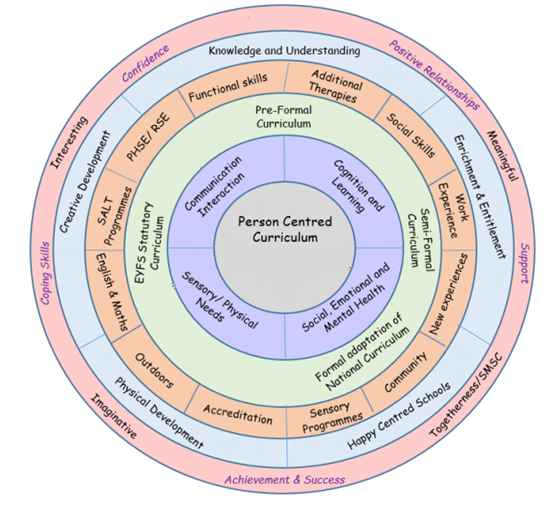 Person Centred
Curriculum
Communication
Interaction
Cognition and
Learning
Social, Emotional and
Mental Health
Sensory/ Physical
Needs
Pre-Formal
Curriculum
Semi-Formal
Curriculum
Formal adaptation of
National Curriculum
EYFS Statutory
Curriculum
Functional skills
Additional
Therapies
Social Skills
Work
Experience
New experiences
Community
Sensory
Programmes
Accreditation
Outdoors
English & Maths
SALT
Programmes
PHSE/ RSE
Knowledge and Understanding
Enrichment & Entitlement
Happy Centred Schools
Physical Development
Creative Development
Confidence
Positive Relationships
Meaningful
Support
Togetherness/SMSC
Achievement & Success
Imaginative
Coping Skills
Interesting